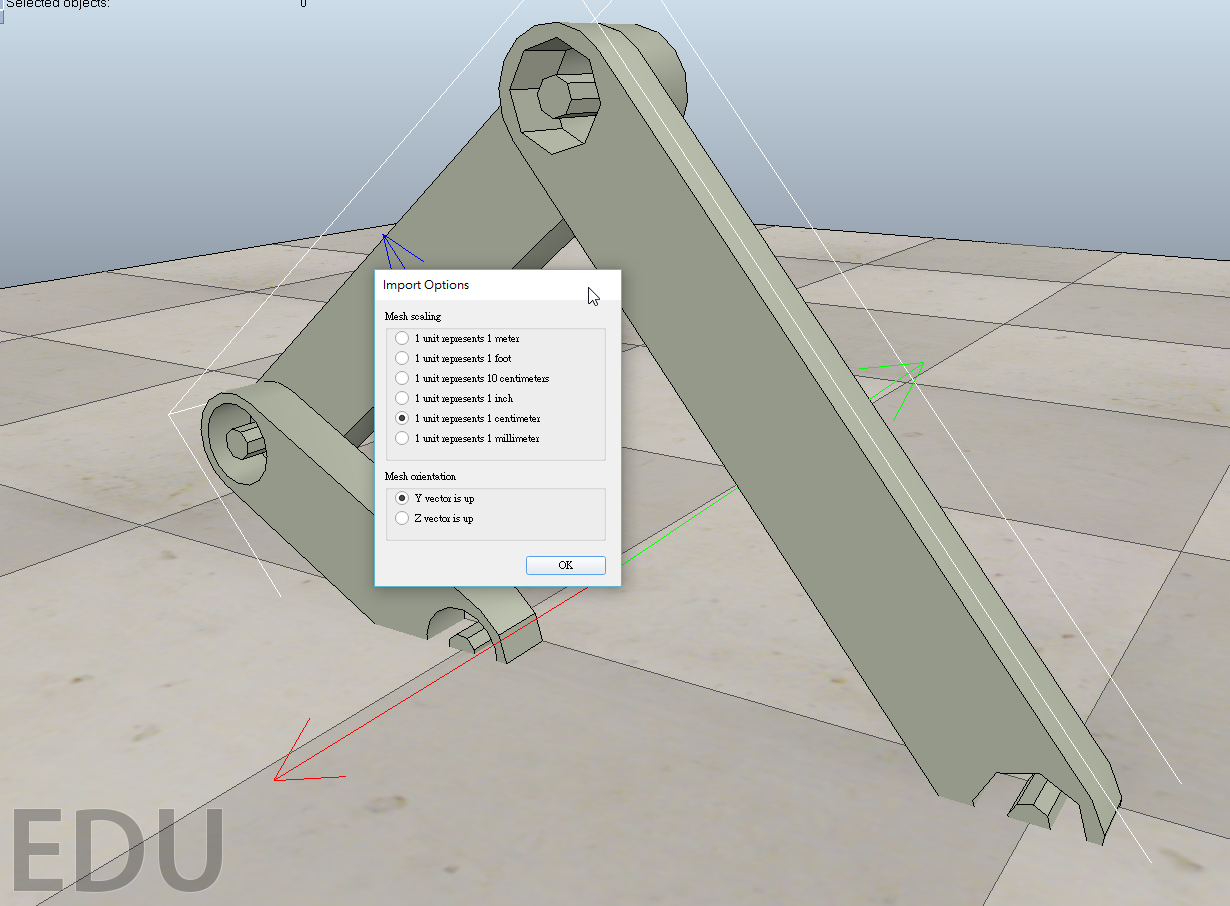 Selected objects:
0
Import Options
Mesh scaling
1 unit represents 1 meter
1 unit represents 1 foot
1 unit represents 10 centimeters
1 unit represents 1 inch
1 unit represents 1 centimeter
1 unit represents 1 millimeter
Mesh orientation
Y vector is up
Z vector is up
OK
EDU